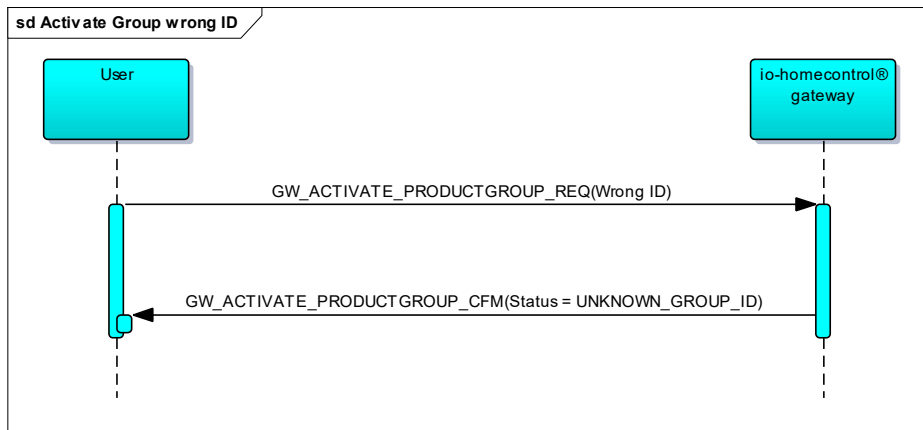 sd Activate Group wrong ID
User
io-homecontrol®
gateway
GW_ACTIVATE_PRODUCTGROUP_REQ(Wrong ID)
GW_ACTIVATE_PRODUCTGROUP_CFM(Status = UNKNOWN_GROUP_ID)